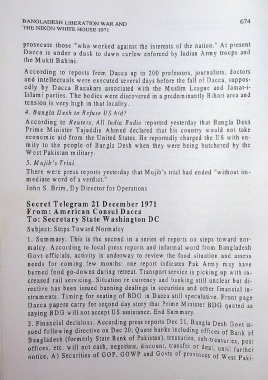 BANGLADESH LIBERATION WAR AND
THE NIXON WHITE HOUSE 1971
674
prosecute those "who worked against the interests of the nation." At present
Dacca is under a dusk to dawn curfew enforced by Indian Army troops and
the Mukti Bahini.
According to reports from Dacca up to 200 professors, journalists, doctors
and intellectuals were executed several days before the fall of Dacca, suppos-
edly by Dacca Razakars associated with the Muslim League and Jamat-i-
Islami parties. The bodies were discovered in a predominantly Bihari area and
tension is very high in that locality.
4. Bangla Desh to Refuse US Aid?
According to Reuters, All India Radio reported yesterday that Bangla Desh
Prime Minister Tajuddin Ahmed declared that his country would not take
economic aid from the United States. He reportedly charged the US with en-
mity to the people of Bangla Desh when they were being butchered by the
West Pakistan military.
5. Mujib's Trial
There were press reports yesterday that Mujib's trial had ended "without im-
mediate word of a verdict."
John S. Brim, Dy Director for Operations
Secret Telegram 21 December 1971
From: American Consul Dacca
To: Secretary State Washington DC
Subject: Steps Toward Normalcy
1. Summary. This is the second in a series of reports on steps toward nor-
malcy. According to local press reports and informal word from Bangladesh
Govt officials, activity is underway to review the food situation and assess
needs for coming few months: one report indicates Pak Army may have
burned food go-downs during retreat. Transport service is picking up with in-
creased rail servicing. Situation re currency and banking still unclear but di-
rective has been issued banning dealings in securities and other financial in-
struments. Timing for seating of BDG in Dacca still speculative. Front page
Dacca papers carry for second day story that Prime Minister BDG quoted as
saying BDG will not accept US assistance. End Summary.
2. Financial decisions. According press reports Dec 21, Bangla Desh Govt is-
sued following directive on Dec 20; Quote banks including offices of Bank of
Bangladesh (formerly State Bank of Pakistan), treasuries, sub-treasuries, post
offices, etc. will not cash, negotiate, discount, transfer or deal, until further
notice, A) Securities of GOP, GOWP and Govts of provinces of West Paki-